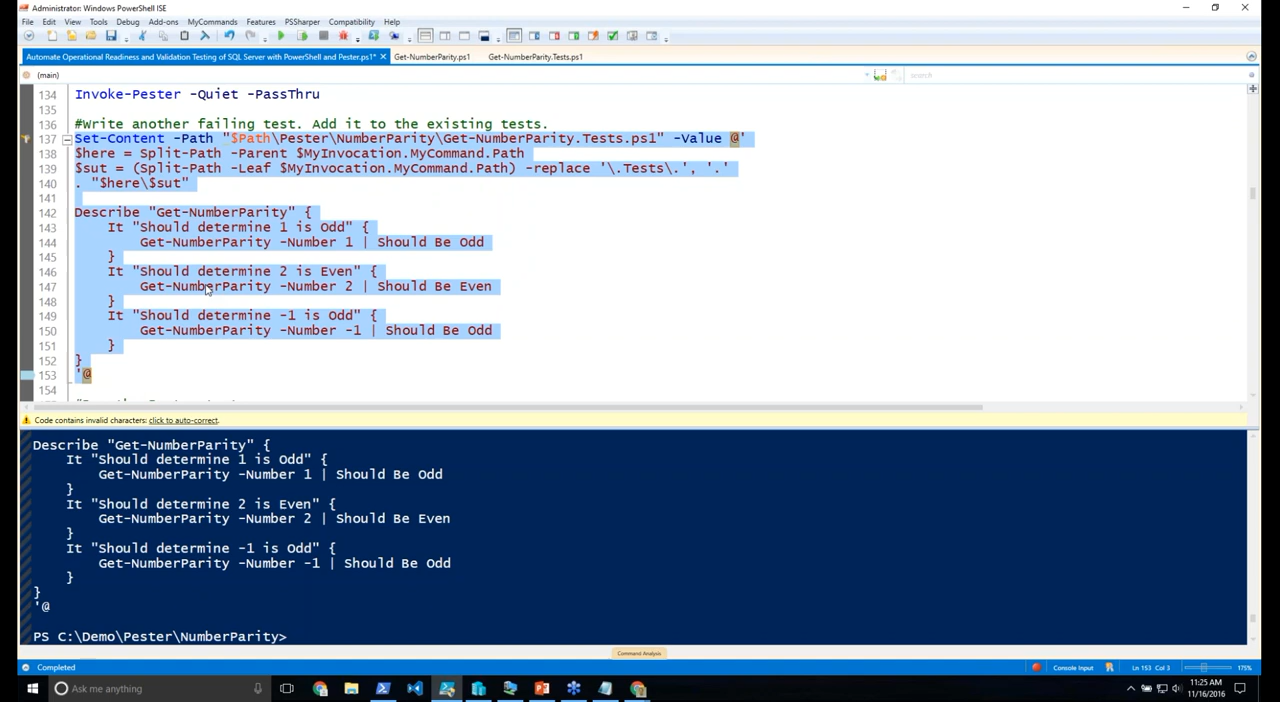 Administrator: Windows PowerShell ISE
File Edit View Tools Debug Add-ons MyCommands Features PSSharper Compatibility Help
Automate Operational Readiness and Validation Testing of SQL Server with PowerShell and Pester.ps1* Get-NumberParity.ps1 Get-NumberParity.Tests.ps1
(main) search
134 Invoke-Pester -Quiet -PassThru
135
136 #Write another failing test. Add it to the existing tests.
137 Set-Content -Path "$Path\Pester\NumberParity\Get-NumberParity.Tests.ps1" -Value @'
138 $here = Split-Path -Parent $MyInvocation.MyCommand.Path
139 $sut = (Split-Path -Leaf $MyInvocation.MyCommand.Path) -replace '\.Tests\.', '.'
140 . "$here\$sut"
141
142 Describe "Get-NumberParity" {
143 It "Should determine 1 is Odd" {
144 Get-NumberParity -Number 1 | Should Be Odd
145 }
146 It "Should determine 2 is Even" {
147 Get-NumberParity -Number 2 | Should Be Even
148 }
149 It "Should determine -1 is Odd" {
150 Get-NumberParity -Number -1 | Should Be Odd
151 }
152 }
153 '@
154
Code contains invalid characters: click to auto-correct.
Describe "Get-NumberParity" {
It "Should determine 1 is Odd" {
Get-NumberParity -Number 1 | Should Be Odd
}
It "Should determine 2 is Even" {
Get-NumberParity -Number 2 | Should Be Even
}
It "Should determine -1 is Odd" {
Get-NumberParity -Number -1 | Should Be Odd
}
}
'@
PS C:\Demo\Pester\NumberParity>
Command Analysis
Completed Console Input Ln 153 Col 3 175%
Ask me anything 11:25 AM
11/16/2016